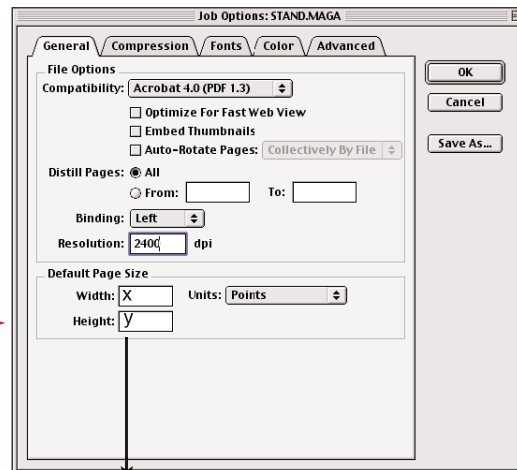 Job Options: STAND.MAGA
General Compression Fonts Color Advanced
File Options
Compatibility: Acrobat 4.0 (PDF 1.3)
Optimize For Fast Web View
Embed Thumbnails
Auto-Rotate Pages: Collectively By File
Distill Pages: All
From: To:
Binding: Left
Resolution: 2400 dpi
Default Page Size
Width: x Units: Points
Height: y
OK
Cancel
Save As...